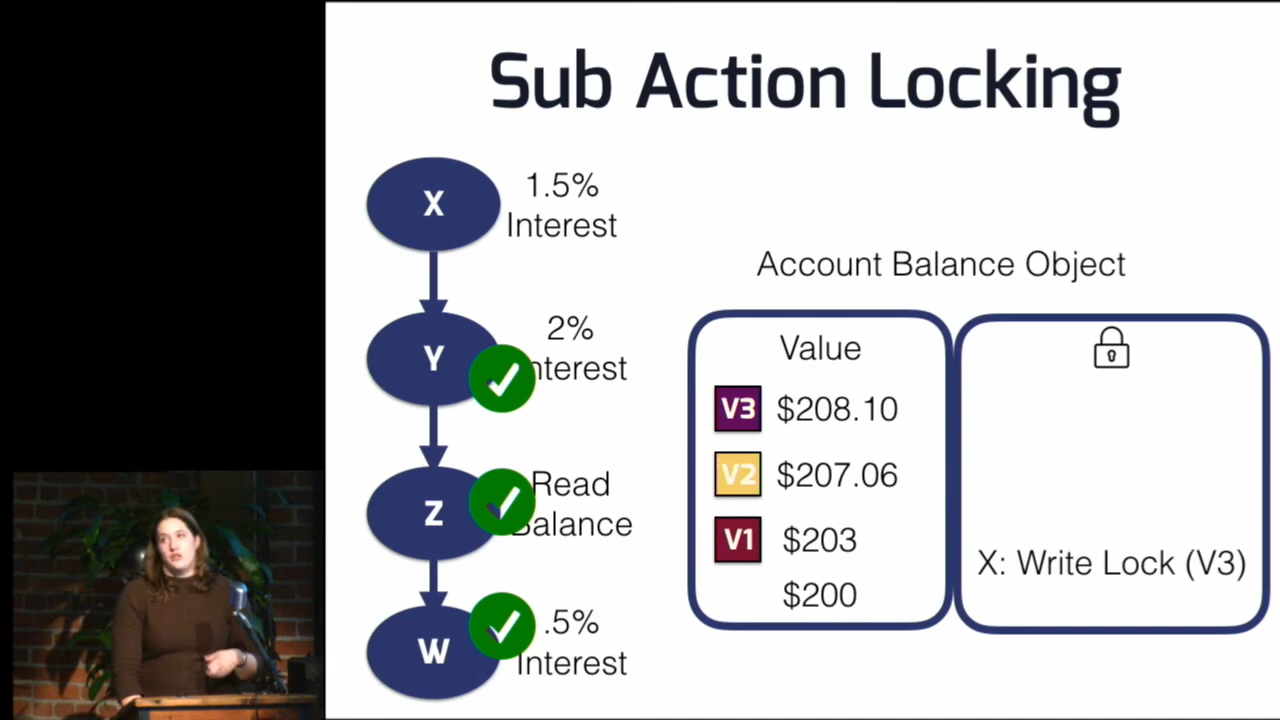 Sub Action Locking
X
1.5%
Interest
Y
2%
nterest
Z
Read
Balance
W
.5%
Interest
Account Balance Object
Value
V3 $208.10
V2 $207.06
V1 $203
$200
X: Write Lock (V3)